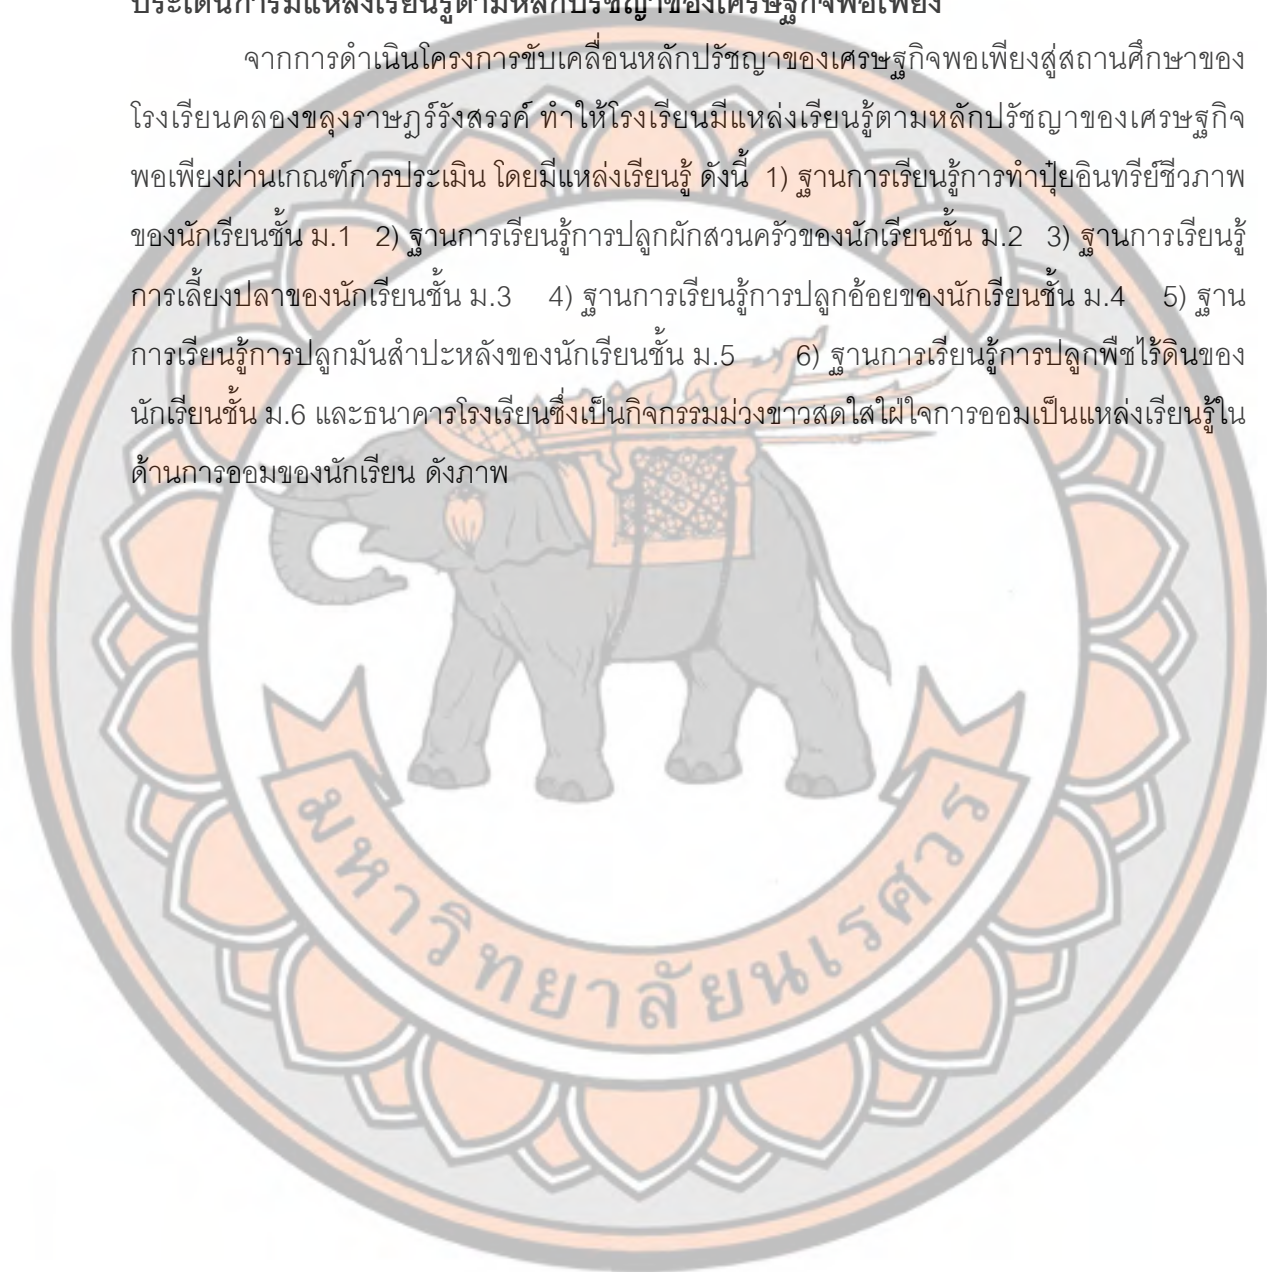 ประเด็นการมีแหล่งเรียนรู้ตามหลักปรัชญาของเศรษฐกิจพอเพียง
จากการดำเนินโครงการขับเคลื่อนหลักปรัชญาของเศรษฐกิจพอเพียงสู่สถานศึกษาของ
โรงเรียนคลองขลุงราษฎร์รังสรรค์ ทำให้โรงเรียนมีแหล่งเรียนรู้ตามหลักปรัชญาของเศรษฐกิจ
พอเพียงผ่านเกณฑ์การประเมิน โดยมีแหล่งเรียนรู้ ดังนี้ 1) ฐานการเรียนรู้การทำปุ๋ยอินทรีย์ชีวภาพ
ของนักเรียนชั้น ม.1 2) ฐานการเรียนรู้การปลูกผักสวนครัวของนักเรียนชั้น ม.2 3) ฐานการเรียนรู้
การเลี้ยงปลาของนักเรียนชั้น ม.3 4) ฐานการเรียนรู้การปลูกอ้อยของนักเรียนชั้น ม.4 5) ฐาน
การเรียนรู้การปลูกมันสำปะหลังของนักเรียนชั้น ม.5 6) ฐานการเรียนรู้การปลูกพืชไร้ดินของ
นักเรียนชั้น ม.6 และธนาคารโรงเรียนซึ่งเป็นกิจกรรมม่วงขาวสดใสใฝ่ใจการออมเป็นแหล่งเรียนรู้ใน
ด้านการออมของนักเรียน ดังภาพ
มหาวิทยาลัยนเรศวร